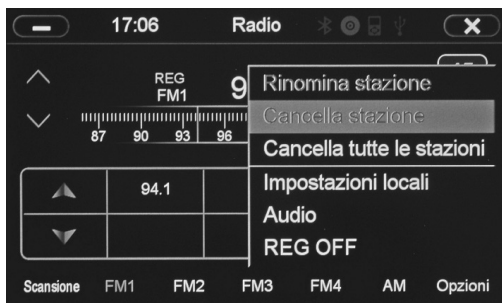 17:06 Radio
REG
FM1
9
Rinomina stazione
Cancella stazione
Cancella tutte le stazioni
Impostazioni locali
Audio
REG OFF
87 90 93 96
94.1
Scansione FM1 FM2 FM3 FM4 AM Opzioni